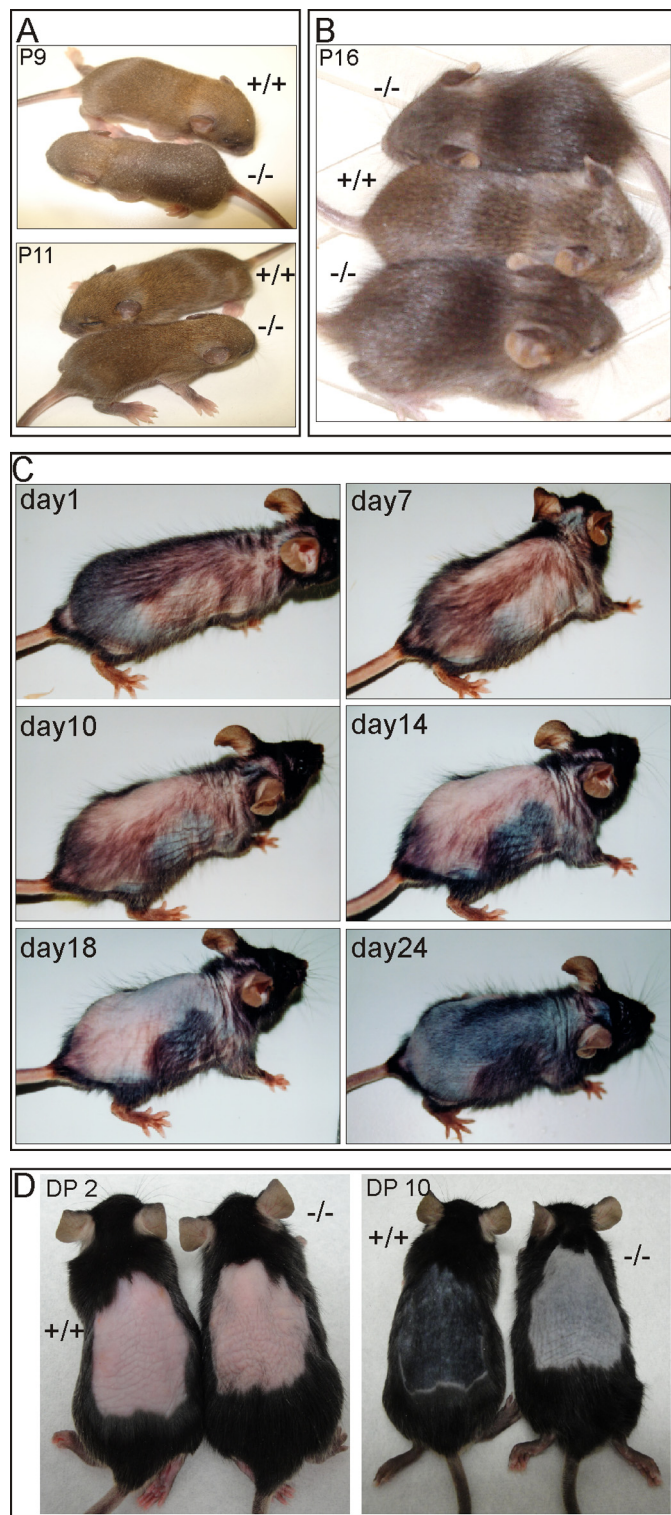 A
P9
+/+
-/-
P11
+/+
-/-
B
P16
-/-
+/+
-/-
C
day1
day7
day10
day14
day18
day24
D
DP 2
-/-
+/+
DP 10
+/+
-/-